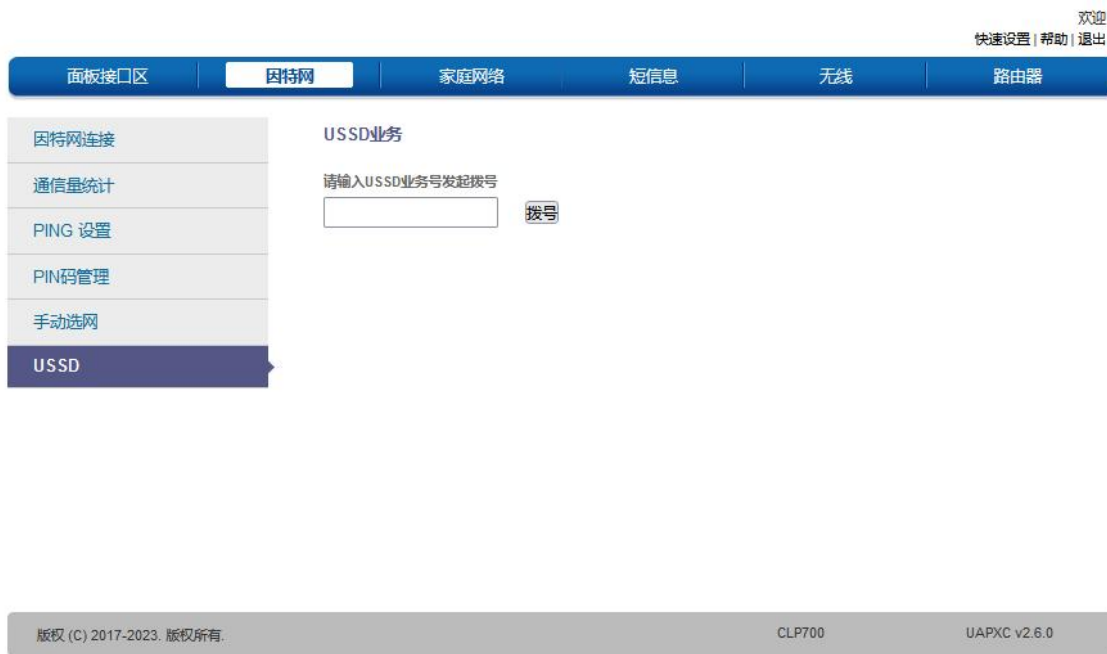 欢迎
快速设置 | 帮助 | 退出
面板接口区 因特网 家庭网络 短信息 无线 路由器
因特网连接
通信量统计
PING 设置
PIN码管理
手动选网
USSD
USSD业务
请输入USSD业务号发起拨号
拨号
版权 (C) 2017-2023. 版权所有. CLP700 UAPXC v2.6.0